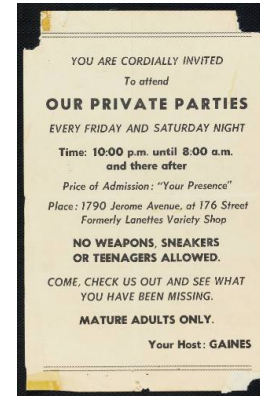 YOU ARE CORDIALLY INVITED
To attend
OUR PRIVATE PARTIES
EVERY FRIDAY AND SATURDAY NIGHT
Time: 10:00 p.m. until 8:00 a.m.
and there after
Price of Admission: "Your Presence"
Place: 1790 Jerome Avenue, at 176 Street
Formerly Lanettes Variety Shop
NO WEAPONS, SNEAKERS
OR TEENAGERS ALLOWED.
COME, CHECK US OUT AND SEE WHAT
YOU HAVE BEEN MISSING.
MATURE ADULTS ONLY.
Your Host: GAINES